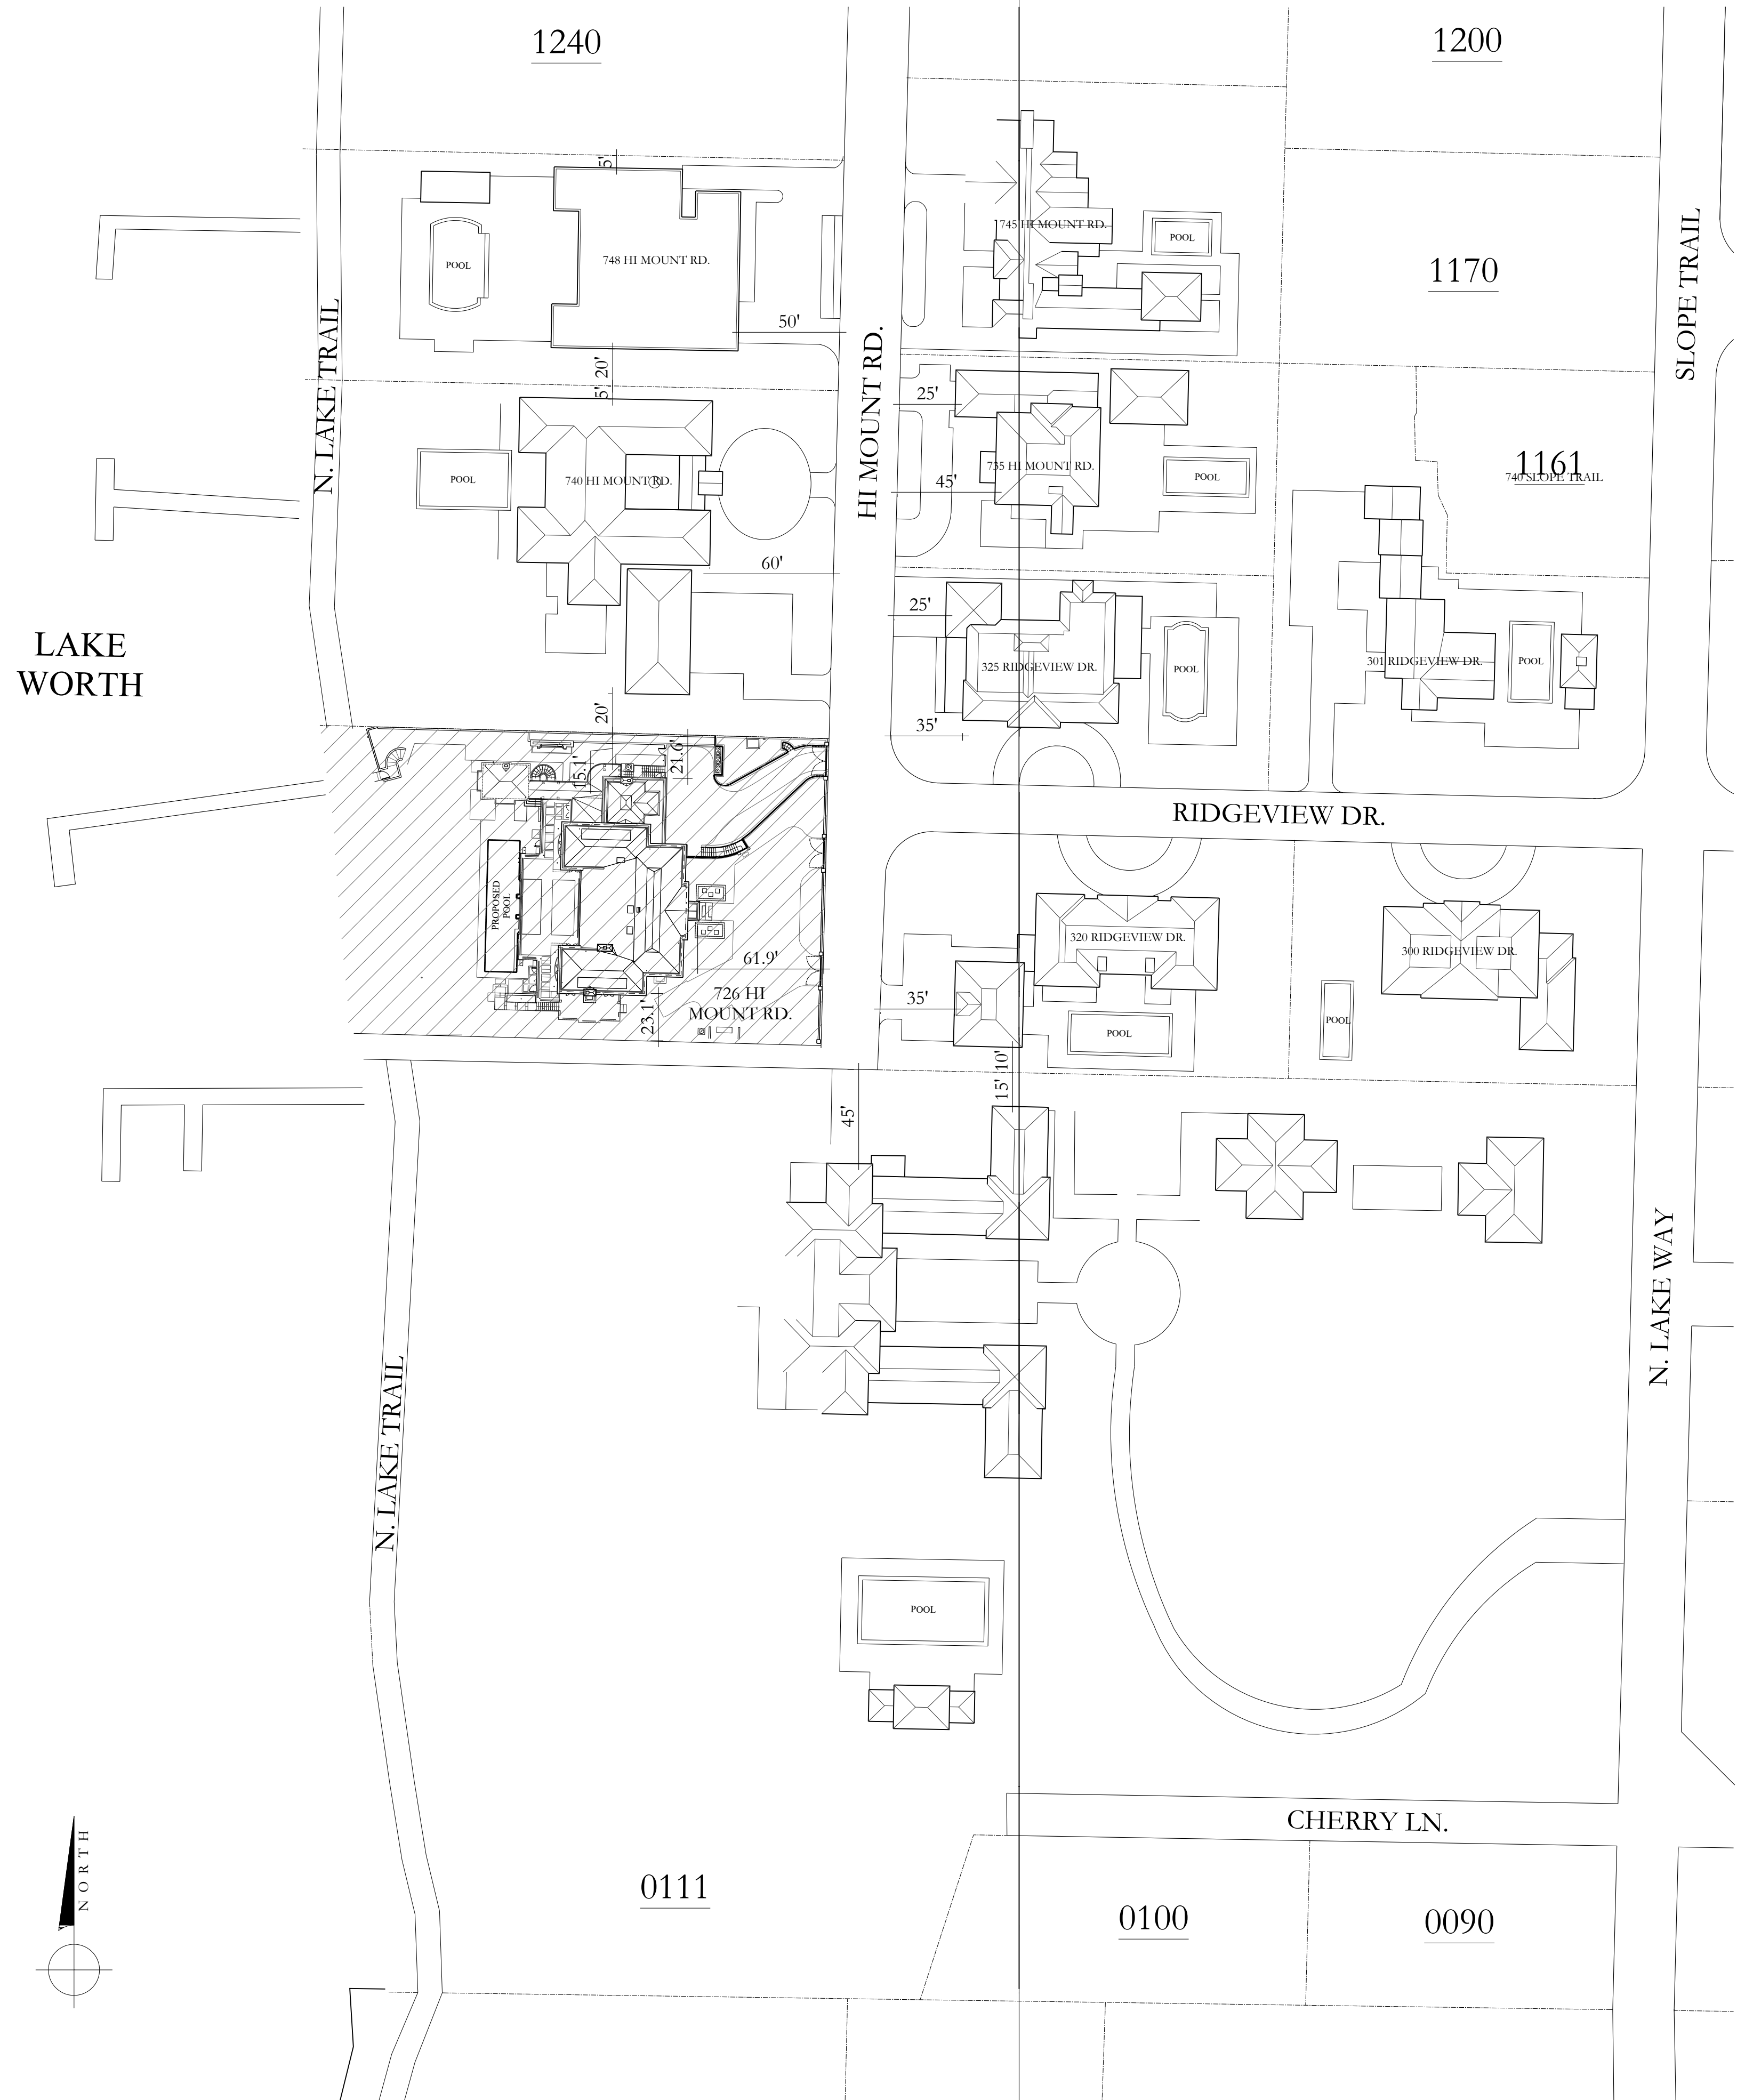 1240
1200
5'
745 HI MOUNT RD.
POOL
748 HI MOUNT RD.
POOL
1170
SLOPE TRAIL
50'
N. LAKE TRAIL
HI MOUNT RD.
20'
5'
25'
735 HI MOUNT RD.
45'
POOL
1161
740 SLOPE TRAIL
740 HI MOUNT RD.
POOL
60'
25'
LAKE
WORTH
325 RIDGEVIEW DR.
POOL
301 RIDGEVIEW DR.
POOL
20'
35'
15.1'
21.6'
RIDGEVIEW DR.
PROPOSED
POOL
320 RIDGEVIEW DR.
300 RIDGEVIEW DR.
61.9'
726 HI
MOUNT RD.
23.1'
35'
POOL
POOL
10'
15'
45'
N. LAKE WAY
N. LAKE TRAIL
POOL
CHERRY LN.
NORTH
0111
0100
0090